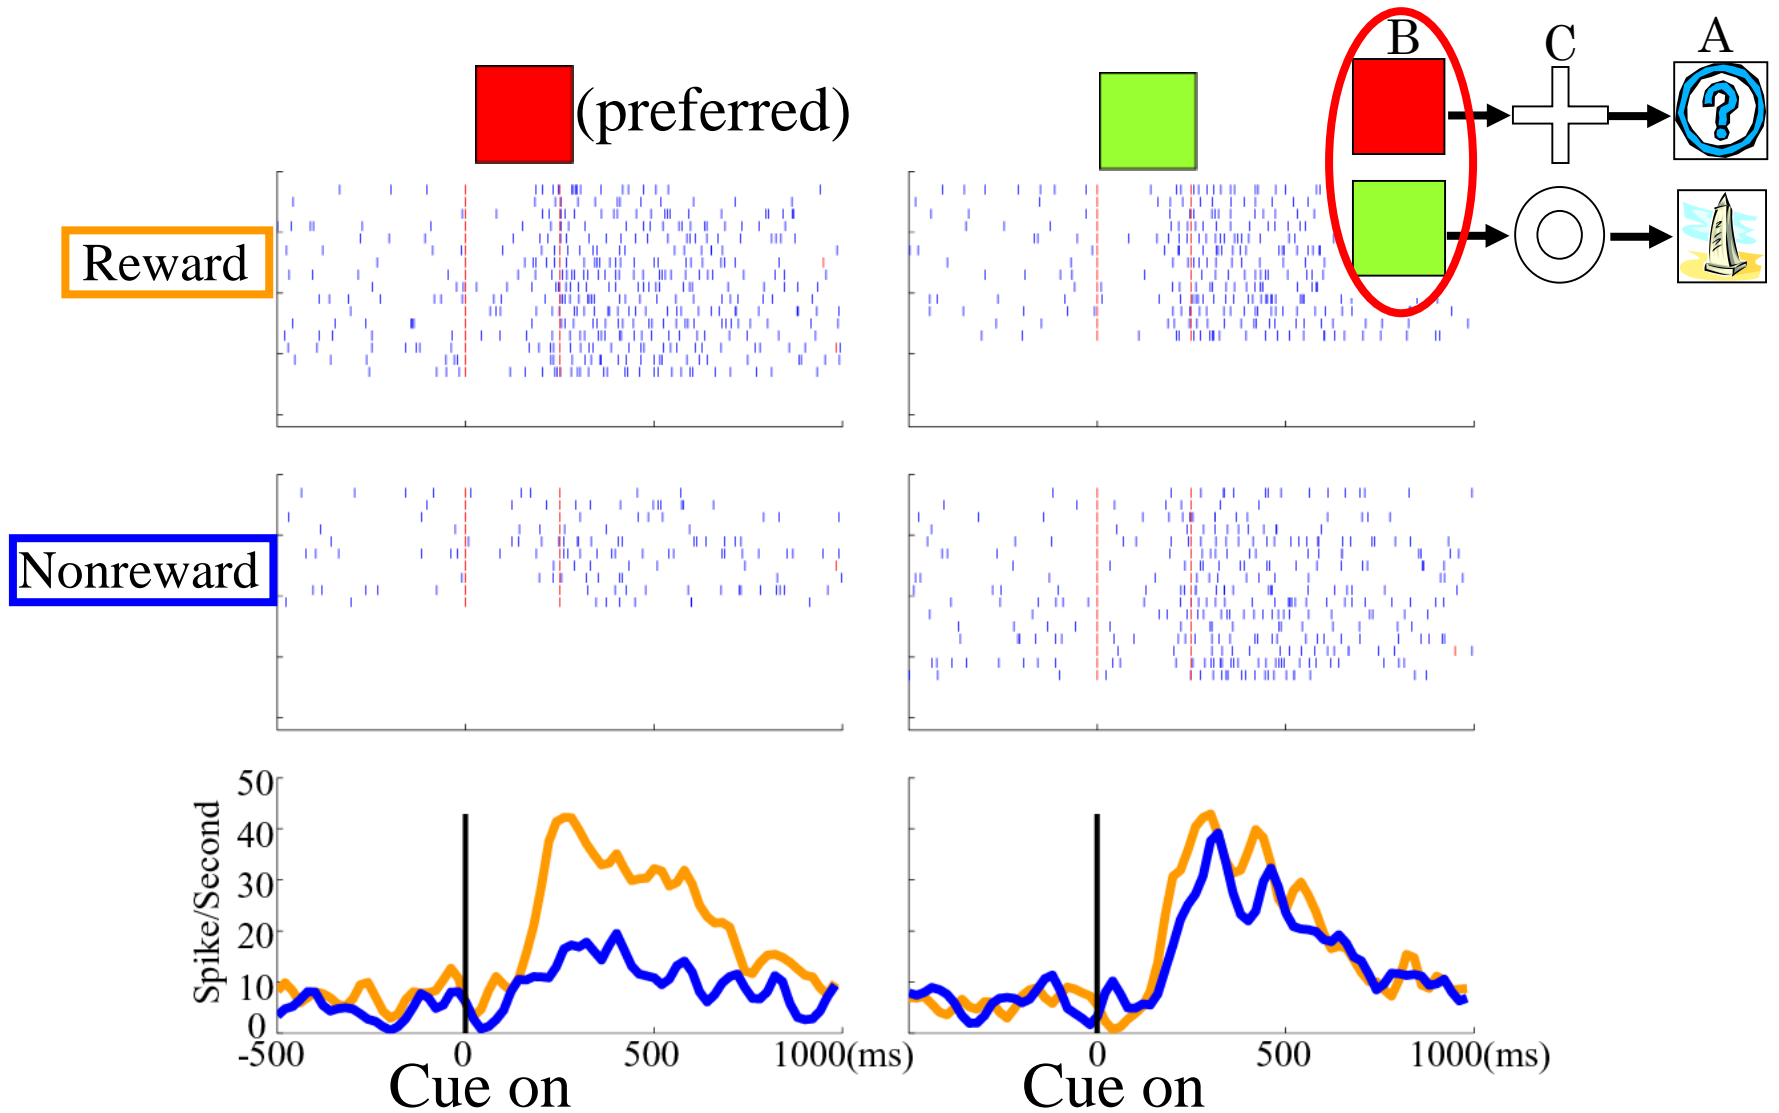 B C A
(preferred)
?
Reward
Nonreward
Spike/Second
50
40
30
20
10
0
-500 0 500 1000(ms)
0 500 1000(ms)
Cue on
Cue on